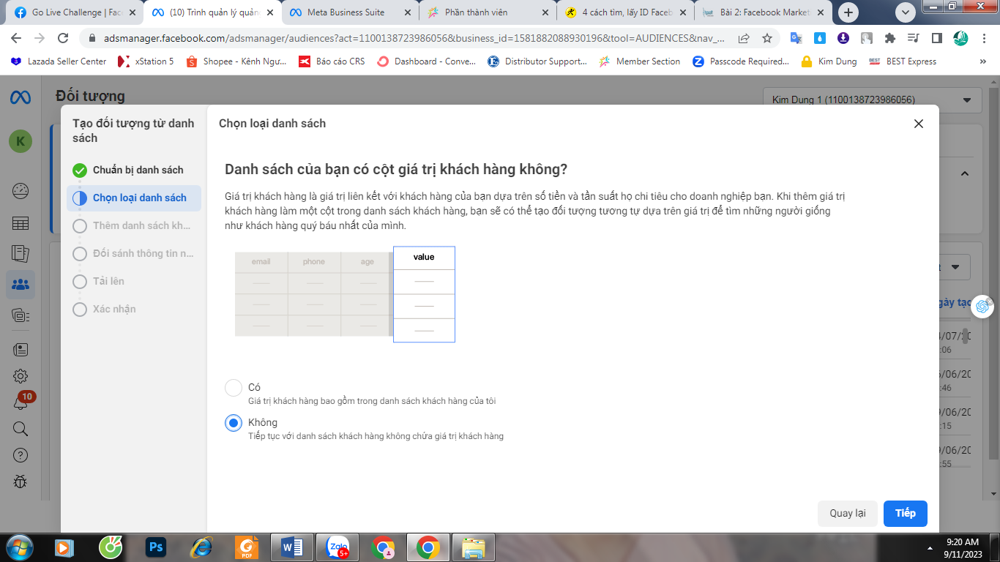 Go Live Challenge | Fac
(10) Trình quản lý quản
Meta Business Suite
Phần thành viên
4 cách tìm, lấy ID Faceb
Bài 2: Facebook Market
adsmanager.facebook.com/adsmanager/audiences?act=1100138723986056&business_id=1581882088930196&tool=AUDIENCES&nav_...
Lazada Seller Center
xStation 5
Shopee - Kênh Ngư...
Báo cáo CRS
Dashboard - Conve...
Distributor Support...
Member Section
Passcode Required...
Kim Dung
BEST Express
»
Đối tượng
Kim Dung 1 (1100138723986056)
K
10
Tạo đối tượng từ danh
sách
Chuẩn bị danh sách
Chọn loại danh sách
Thêm danh sách kh...
Đối sánh thông tin n...
Tải lên
Xác nhận
Chọn loại danh sách
Danh sách của bạn có cột giá trị khách hàng không?
Giá trị khách hàng là giá trị liên kết với khách hàng của bạn dựa trên số tiền và tần suất họ chi tiêu cho doanh nghiệp bạn. Khi thêm giá trị
khách hàng làm một cột trong danh sách khách hàng, bạn sẽ có thể tạo đối tượng tương tự dựa trên giá trị để tìm những người giống
như khách hàng quý báu nhất của mình.
email phone age value
Có
Giá trị khách hàng bao gồm trong danh sách khách hàng của tôi
Không
Tiếp tục với danh sách khách hàng không chứa giá trị khách hàng
Quay lại
Tiếp
gày tạo
/07/20
:06
/06/20
:46
/06/20
:15
/06/20
:55
Ps
PDF
Zalo
5+
9:20 AM
9/11/2023